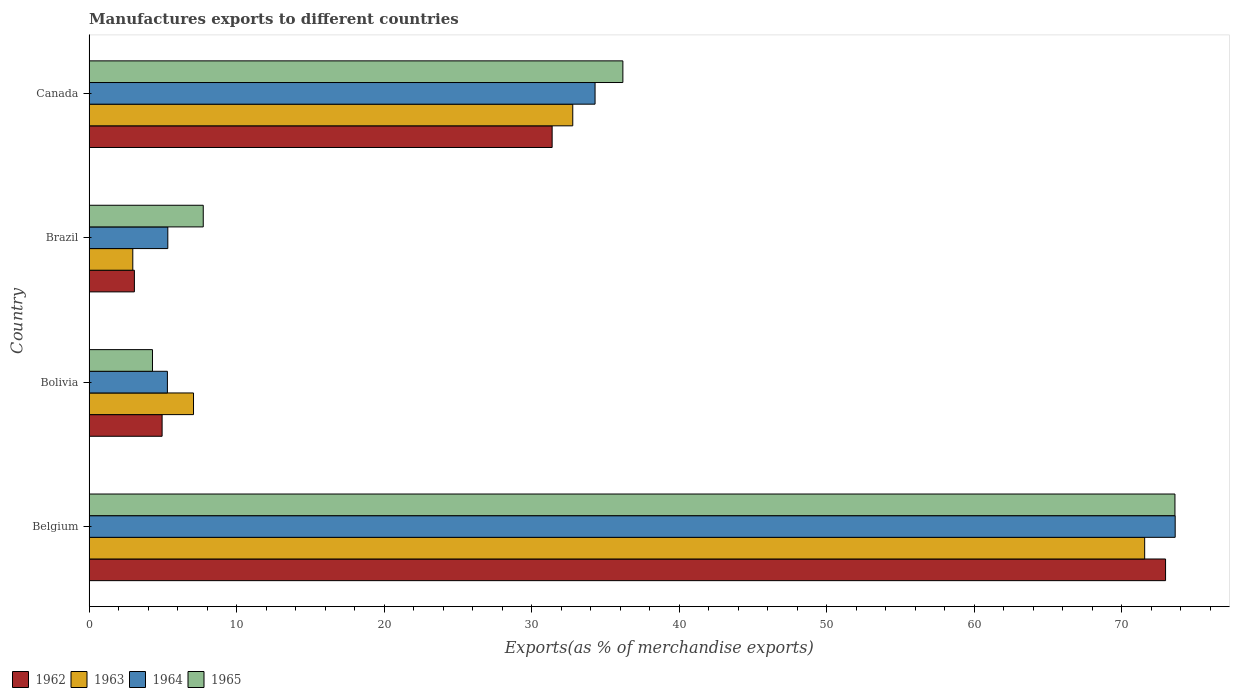 Manufactures exports to different countries
Canada
Brazil
Bolivia
Belgium
Country
0
10
20
30
40
50
60
70
Exports(as % of merchandise exports)
1962
1963
1964
1965